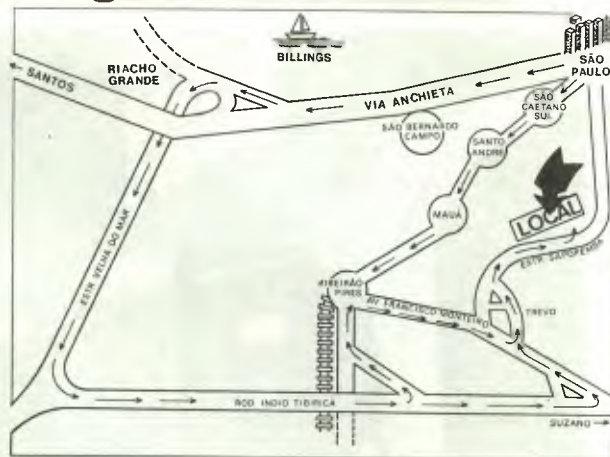 BILLINGS
SÃO
PAULO
RIACHO
GRANDE
SANTOS
VIA ANCHIETA
SÃO
CAETANO
SUL
SÃO BERNARDO
CAMPO
SANTO
ANDRÉ
MAUÁ
LOCAL
ESTR. SAPOPEMBA
ESTR. VELHA DO MAR
RIBEIRÃO
PIRES
AV. FRANCISCO MONTEIRO
TREVO
ROD. INDIO TIBIRIÇA
SUZANO